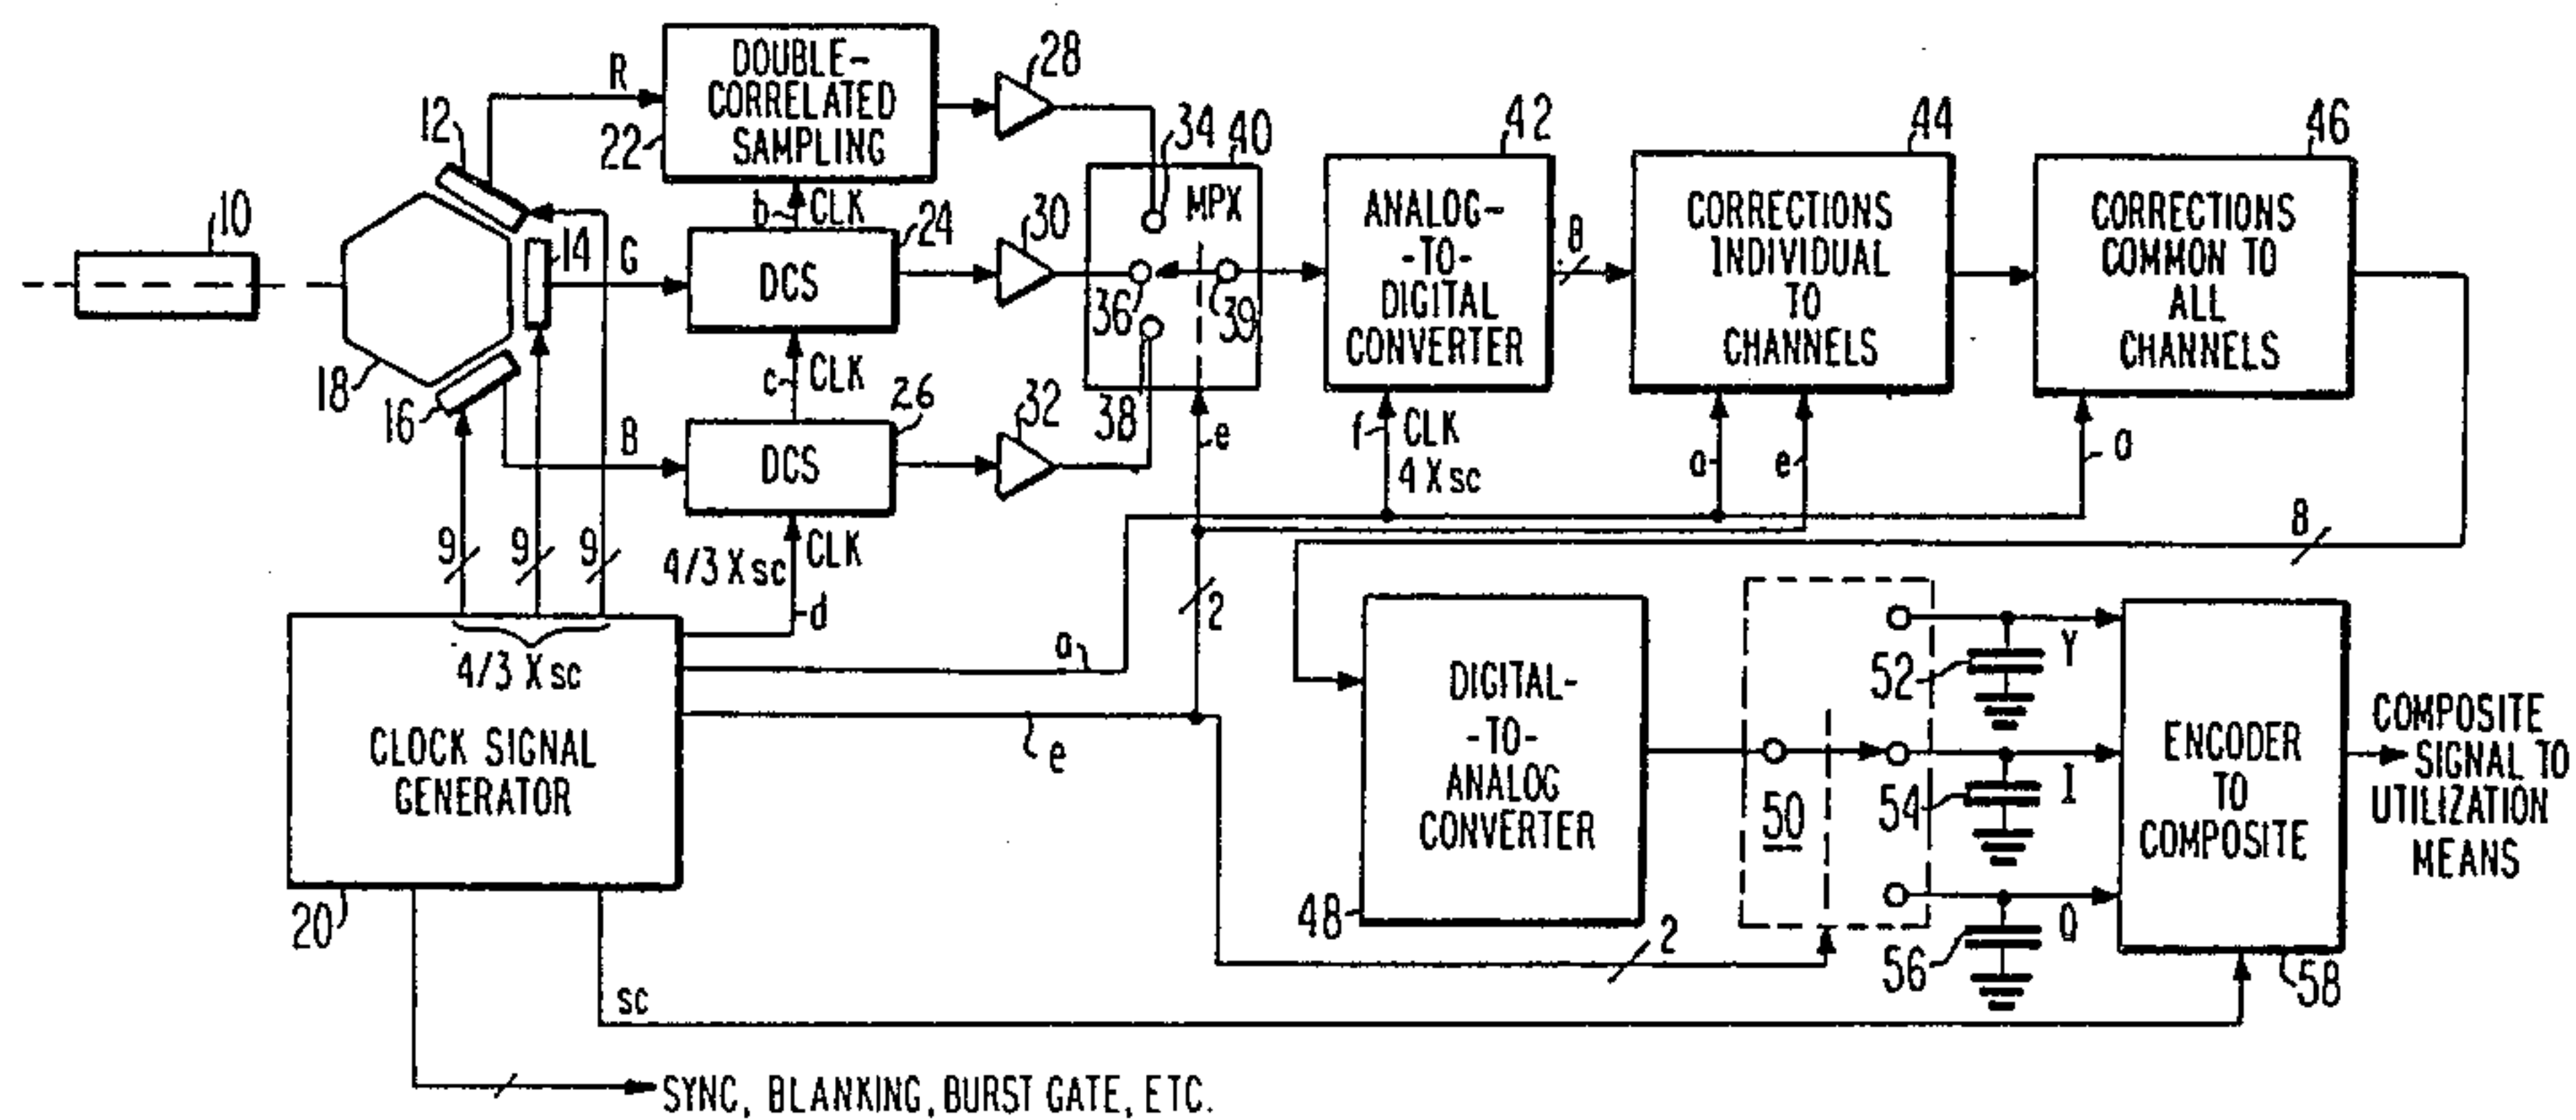 DOUBLE-
CORRELATED
SAMPLING
22
R
12
28
34
40
42
44
46
10
14
G
b
CLK
24
DCS
30
MPX
36
39
38
ANALOG-
-TO-
DIGITAL
CONVERTER
8
CORRECTIONS
INDIVIDUAL
TO
CHANNELS
CORRECTIONS
COMMON TO
ALL
CHANNELS
18
16
c
CLK
26
B
DCS
32
e
f
CLK
4 X sc
a
e
a
8
9
9
9
4/3 X sc
CLK
d
2
4/3 X sc
a
e
CLOCK SIGNAL
GENERATOR
20
DIGITAL-
-TO-
ANALOG
CONVERTER
48
50
2
52
Y
54
I
56
Q
ENCODER
TO
COMPOSITE
58
COMPOSITE
SIGNAL TO
UTILIZATION
MEANS
sc
SYNC, BLANKING, BURST GATE, ETC.